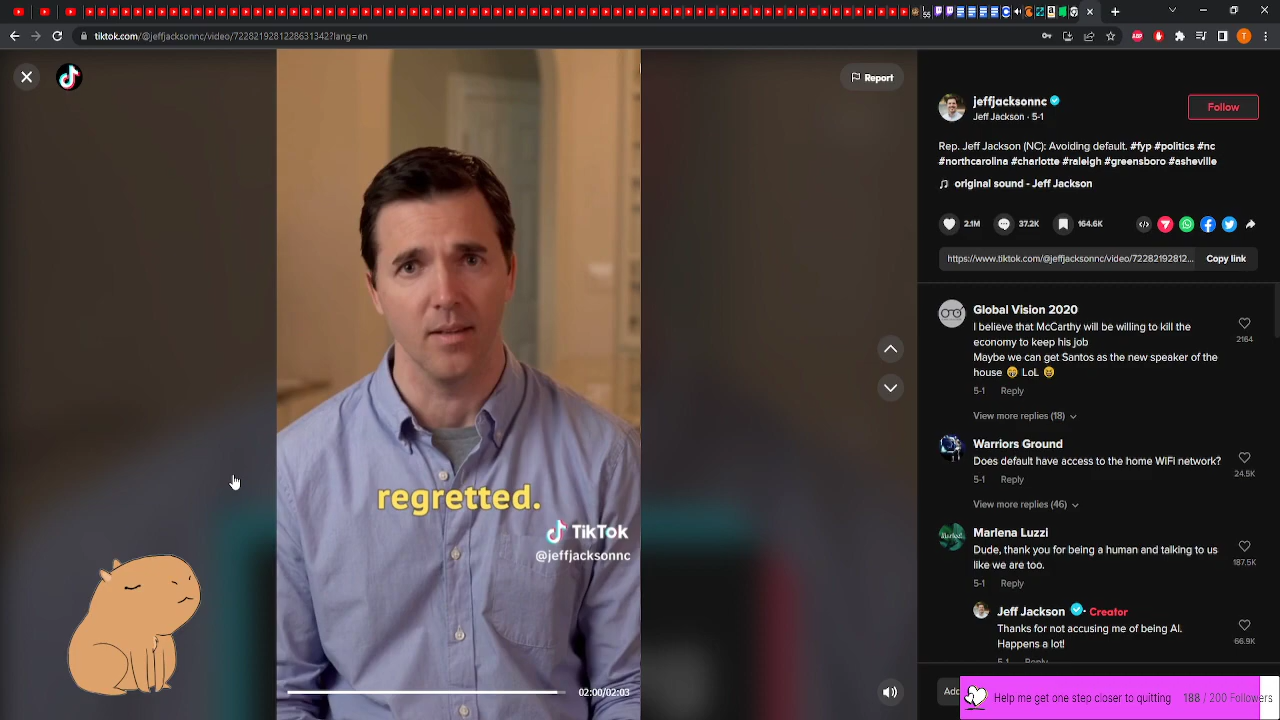 tiktok.com/@jeffjacksonnc/video/7228219281228631342?lang=en
Report
jeffjacksonnc
Jeff Jackson · 5-1
Follow
Rep. Jeff Jackson (NC): Avoiding default. #fyp #politics #nc
#northcarolina #charlotte #raleigh #greensboro #asheville
original sound - Jeff Jackson
2.1M
37.2K
164.6K
https://www.tiktok.com/@jeffjacksonnc/video/72282192812...
Copy link
Global Vision 2020
I believe that McCarthy will be willing to kill the
economy to keep his job
Maybe we can get Santos as the new speaker of the
house 🤣 LoL 🤣
2164
5-1 Reply
View more replies (18)
Warriors Ground
Does default have access to the home WIFI network?
24.5K
5-1 Reply
View more replies (46)
Marlena Luzzi
Dude, thank you for being a human and talking to us
like we are too.
187.5K
5-1 Reply
Jeff Jackson · Creator
Thanks for not accusing me of being AI.
Happens a lot!
66.9K
5-1 Reply
regretted.
TikTok
@jeffjacksonnc
02:00/02:03
Add
Help me get one step closer to quitting 188 / 200 Followers